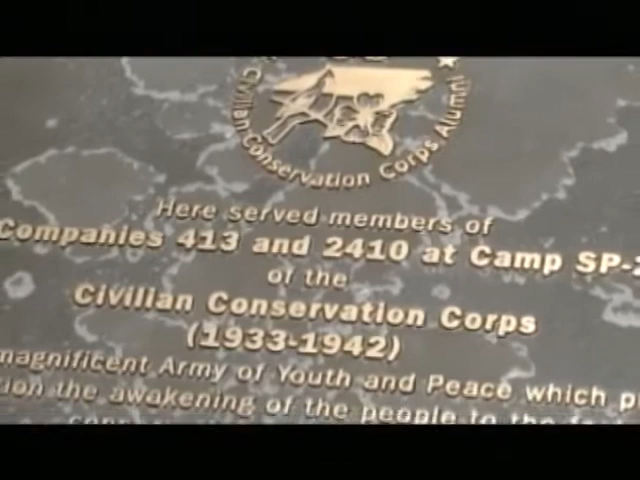 Civilian Conservation Corps Alumni
Here served members of
Companies 413 and 2410 at Camp SP-
of the
Civilian Conservation Corps
(1933-1942)
magnificent Army of Youth and Peace which
the awakening of the people to the